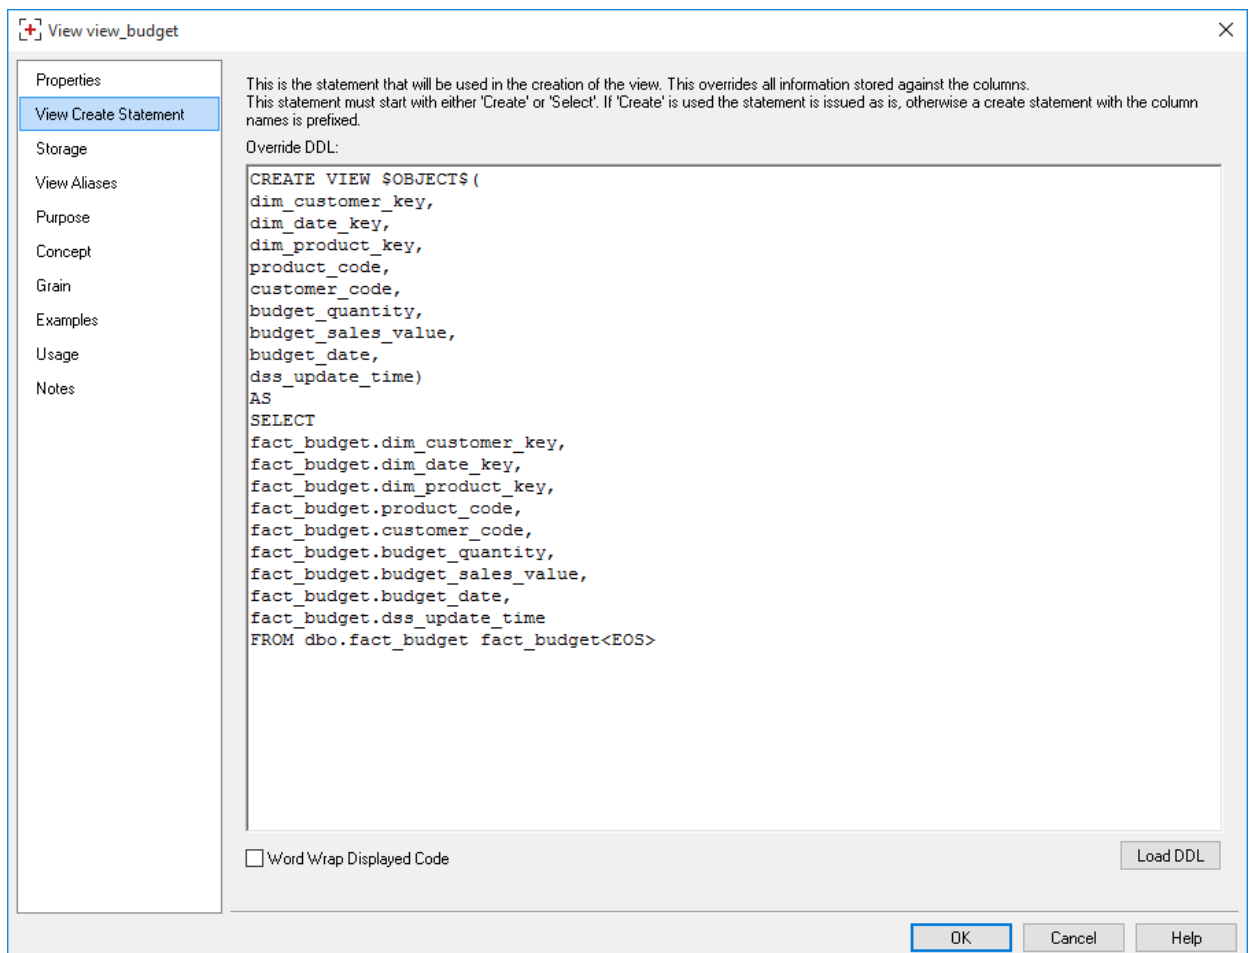 View view_budget
Properties
View Create Statement
Storage
View Aliases
Purpose
Concept
Grain
Examples
Usage
Notes
This is the statement that will be used in the creation of the view. This overrides all information stored against the columns.
This statement must start with either 'Create' or 'Select'. If 'Create' is used the statement is issued as is, otherwise a create statement with the column
names is prefixed.
Override DDL:
CREATE VIEW $OBJECT$(
dim_customer_key,
dim_date_key,
dim_product_key,
product_code,
customer_code,
budget_quantity,
budget_sales_value,
budget_date,
dss_update_time)
AS
SELECT
fact_budget.dim_customer_key,
fact_budget.dim_date_key,
fact_budget.dim_product_key,
fact_budget.product_code,
fact_budget.customer_code,
fact_budget.budget_quantity,
fact_budget.budget_sales_value,
fact_budget.budget_date,
fact_budget.dss_update_time
FROM dbo.fact_budget fact_budget<EOS>
Word Wrap Displayed Code
Load DDL
OK
Cancel
Help